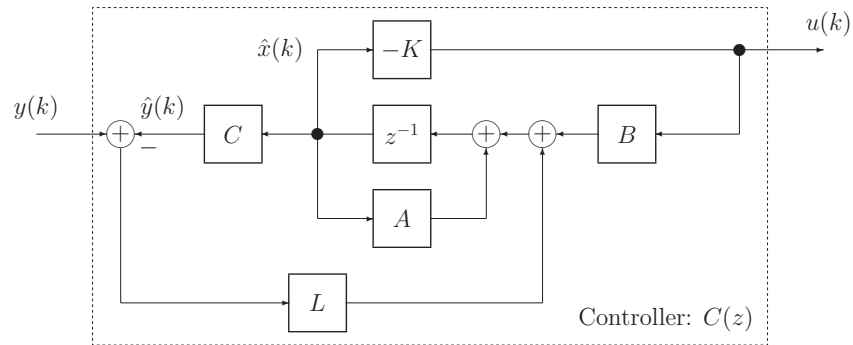 x̂(k)
−K
u(k)
y(k)
+
−
ŷ(k)
C
z⁻¹
+
+
B
A
L
Controller: C(z)